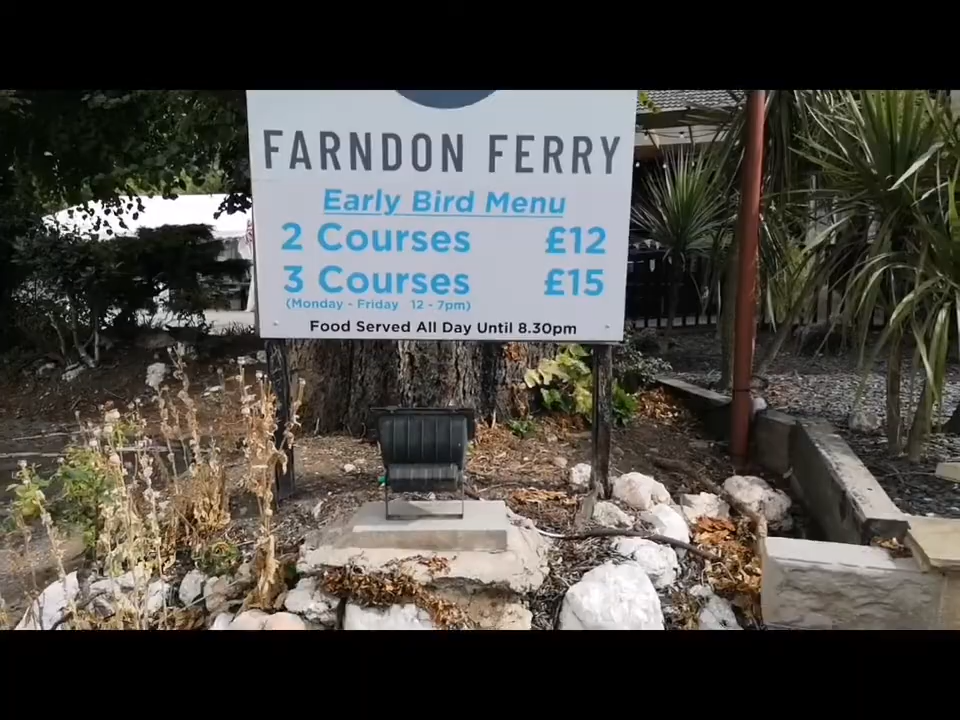 FARNDON FERRY
Early Bird Menu
2 Courses £12
3 Courses £15
(Monday - Friday 12 - 7pm)
Food Served All Day Until 8.30pm